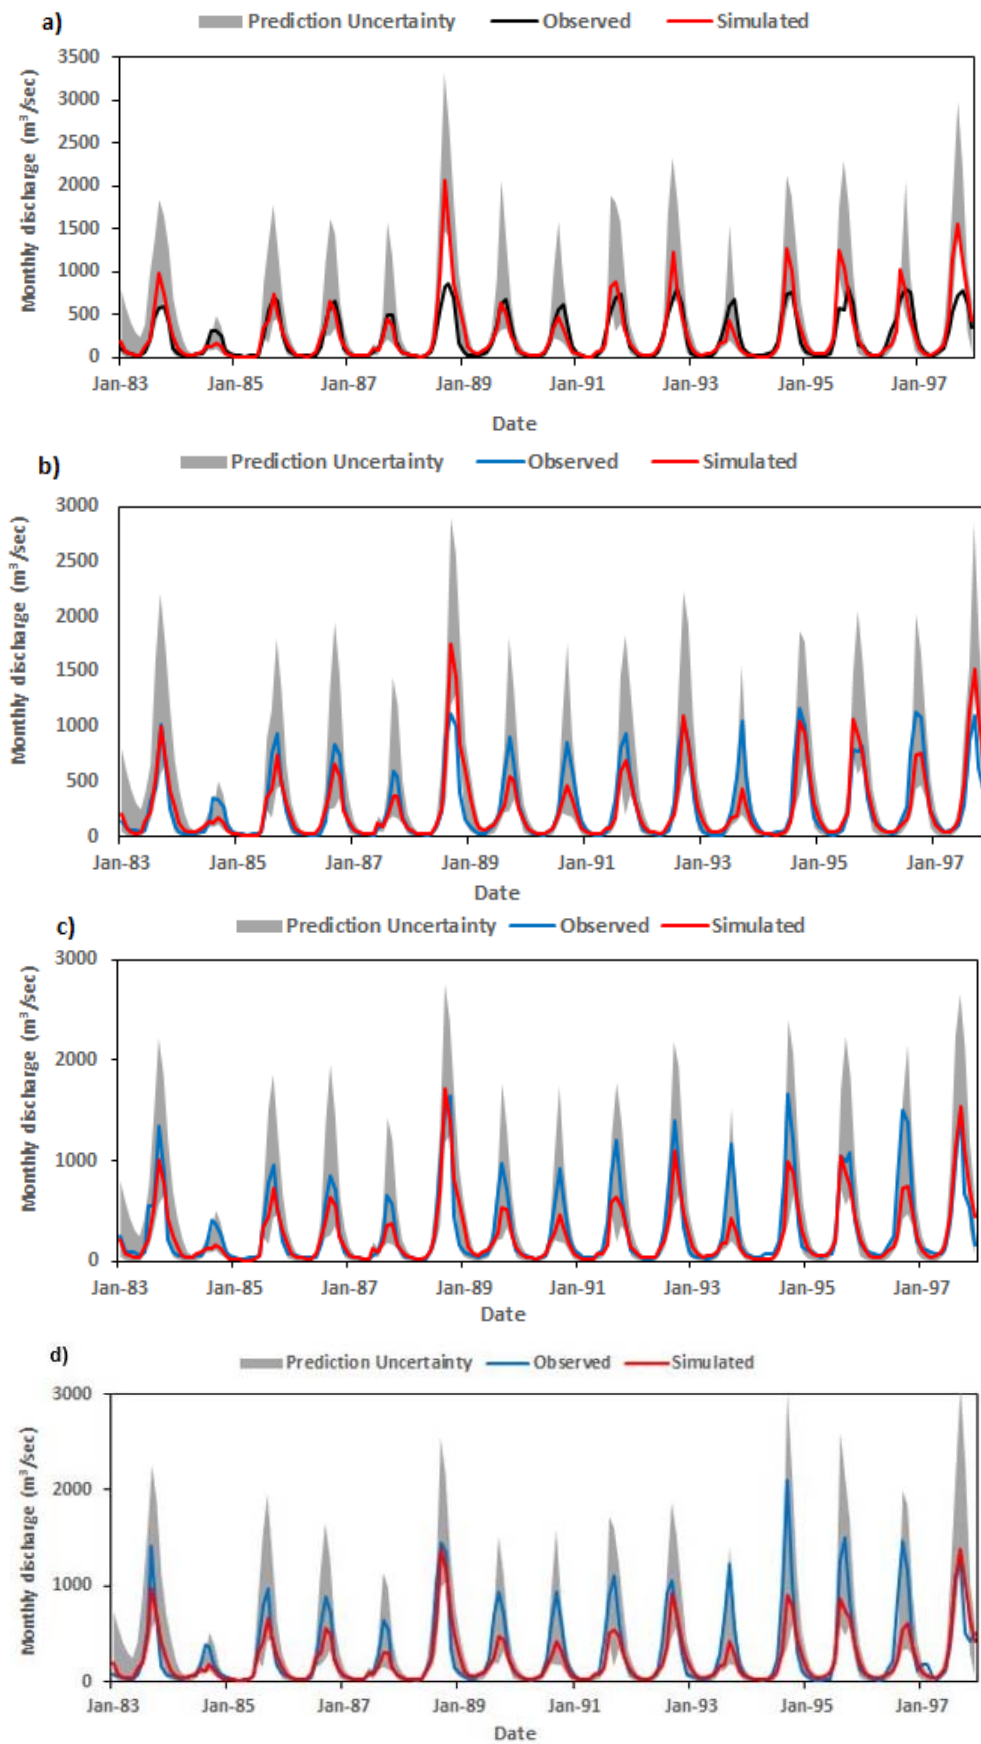 a)
Prediction Uncertainty Observed Simulated
Monthly discharge (m³/sec)
3500
3000
2500
2000
1500
1000
500
0
Jan-83 Jan-85 Jan-87 Jan-89 Jan-91 Jan-93 Jan-95 Jan-97
Date
b)
Prediction Uncertainty Observed Simulated
Monthly discharge (m³/sec)
3000
2500
2000
1500
1000
500
0
Jan-83 Jan-85 Jan-87 Jan-89 Jan-91 Jan-93 Jan-95 Jan-97
Date
c)
Prediction Uncertainty Observed Simulated
Monthly discharge (m³/sec)
3000
2000
1000
0
Jan-83 Jan-85 Jan-87 Jan-89 Jan-91 Jan-93 Jan-95 Jan-97
Date
d)
Prediction Uncertainty Observed Simulated
Monthly discharge (m³/sec)
3000
2000
1000
0
Jan-83 Jan-85 Jan-87 Jan-89 Jan-91 Jan-93 Jan-95 Jan-97
Date